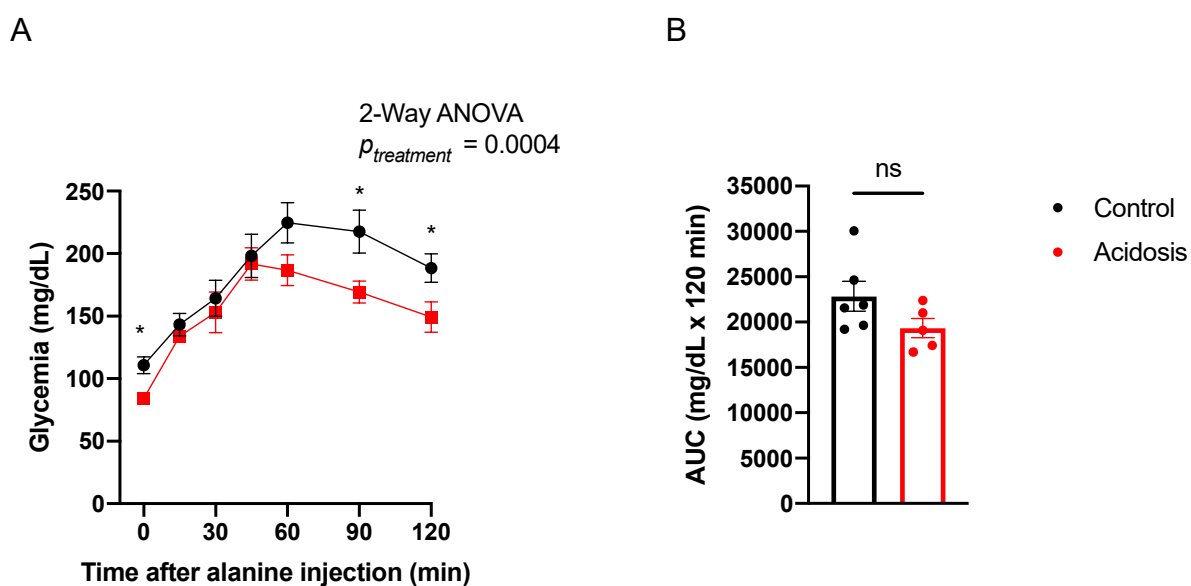 A
2-Way ANOVA
p_treatment = 0.0004
Glycemia (mg/dL)
250
200
150
100
50
0
*
*
*
0 30 60 90 120
Time after alanine injection (min)
B
ns
AUC (mg/dL x 120 min)
35000
30000
25000
20000
15000
10000
5000
0
Control
Acidosis